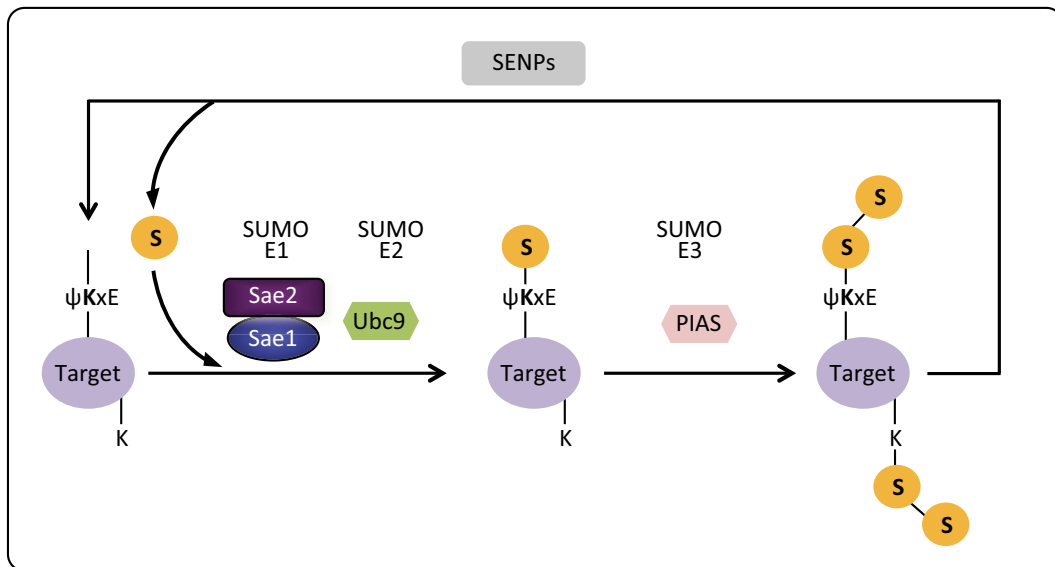 SENPs
S
SUMO
E1
SUMO
E2
SUMO
E3
S
S
S
ψKxE
Sae2
Sae1
Ubc9
ψKxE
PIAS
ψKxE
Target
Target
Target
K
K
K
S
S